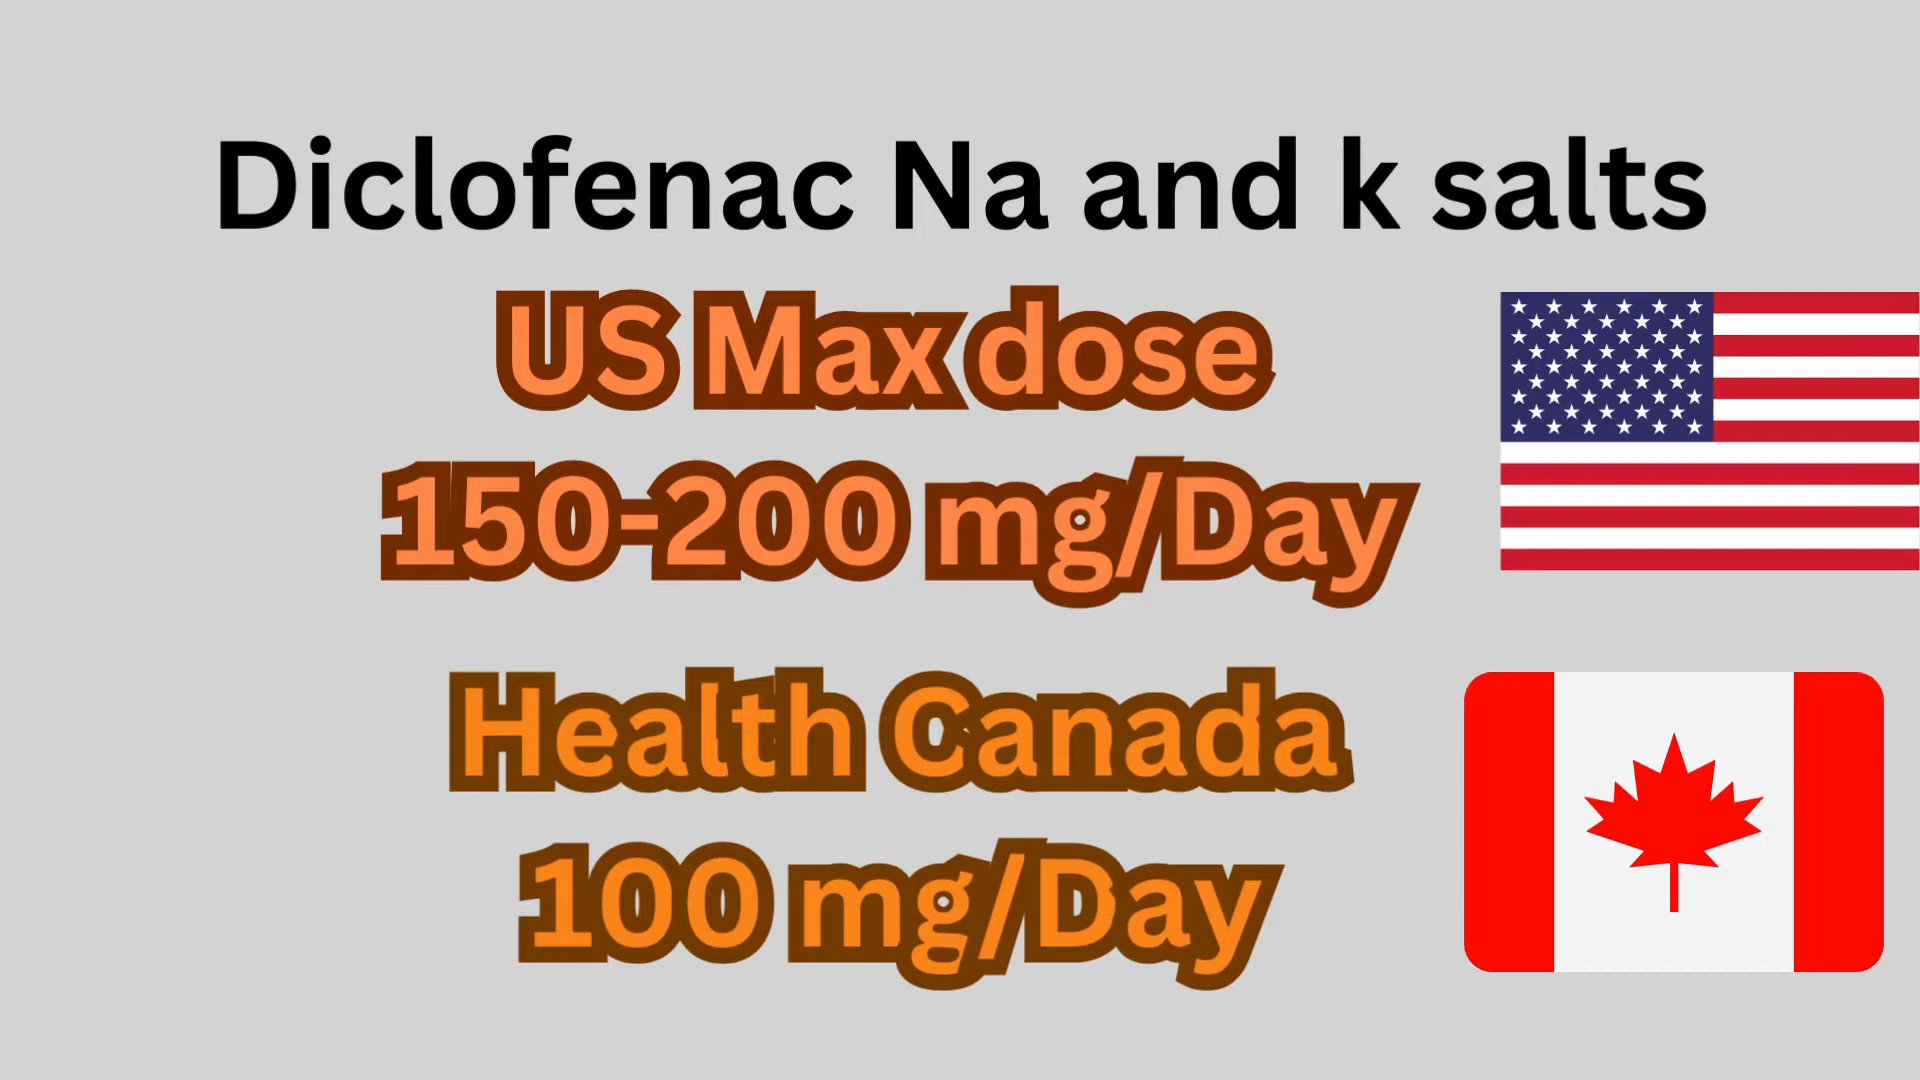 Diclofenac Na and k salts
US Max dose
150-200 mg/Day
Health Canada
100 mg/Day